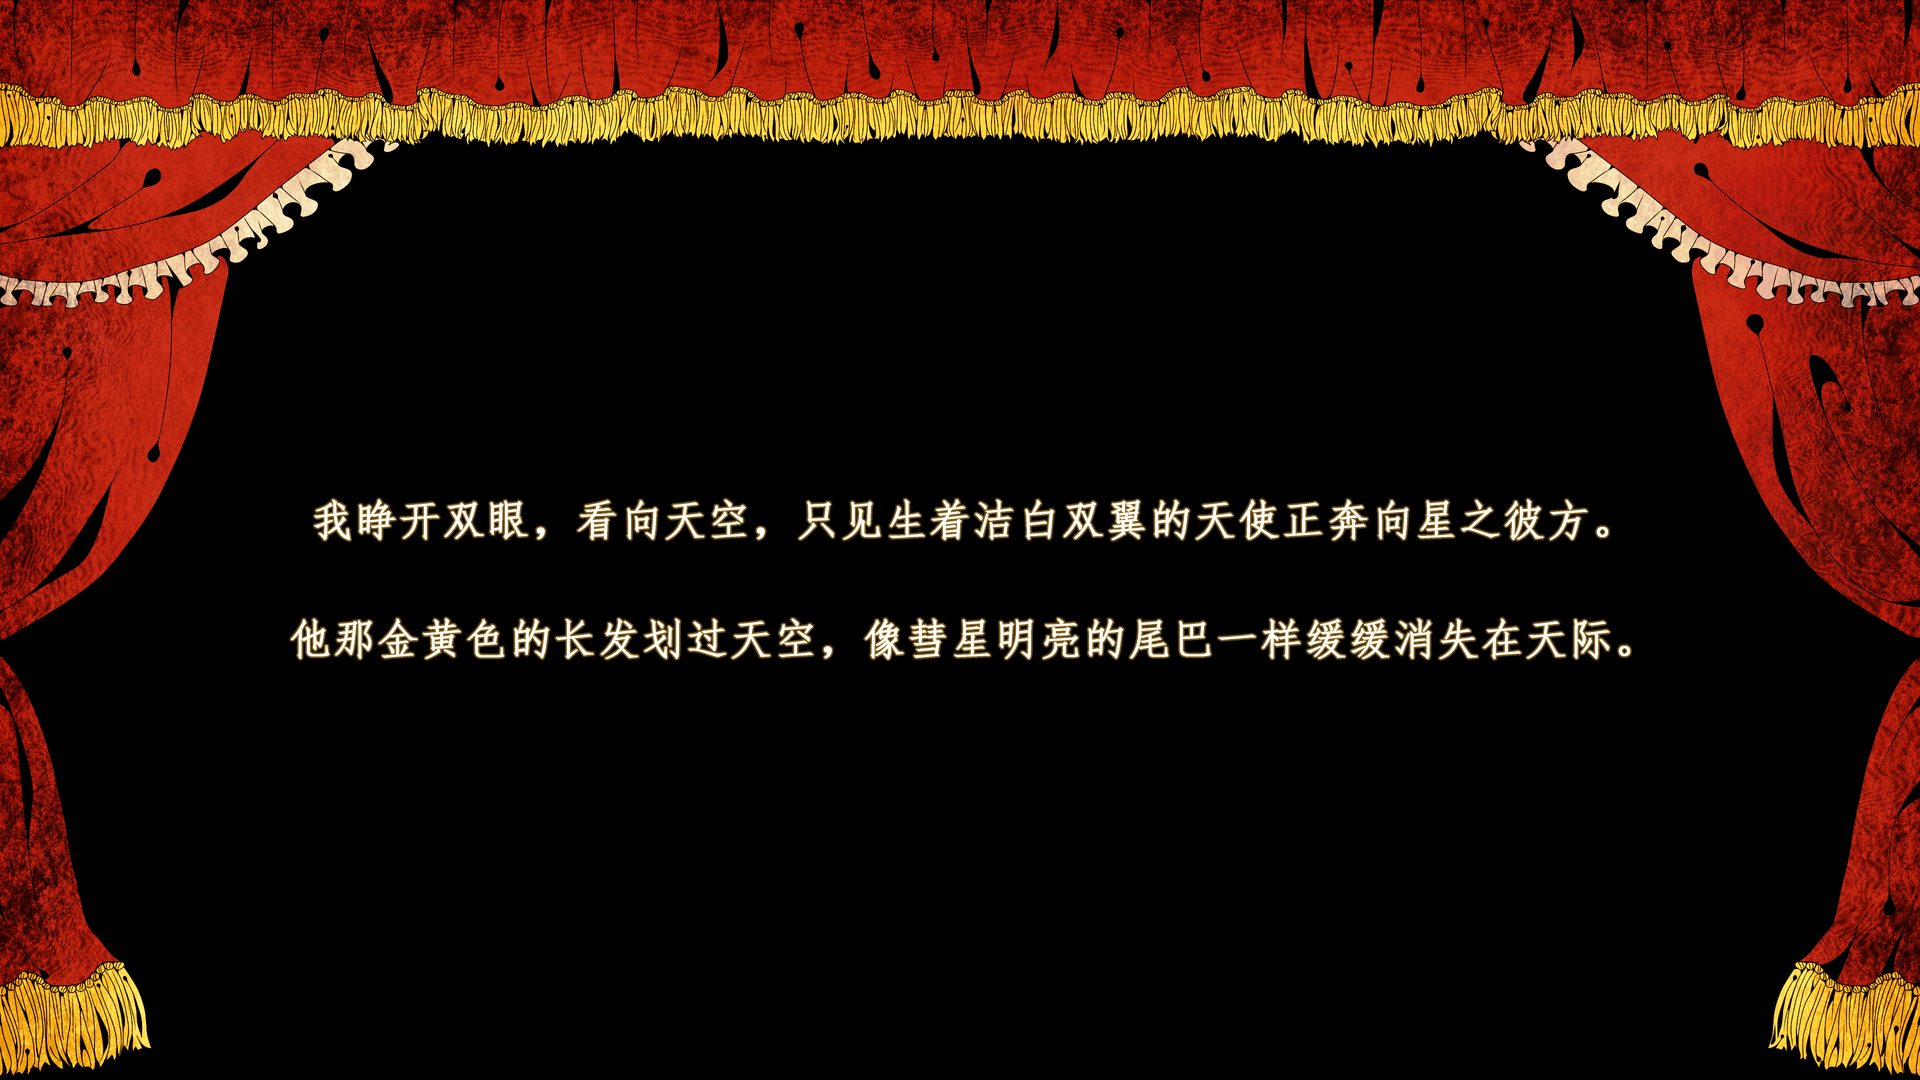 我睁开双眼，看向天空，只见生着洁白双翼的天使正奔向星之彼方。
他那金黄色的长发划过天空，像彗星明亮的尾巴一样缓缓消失在天际。